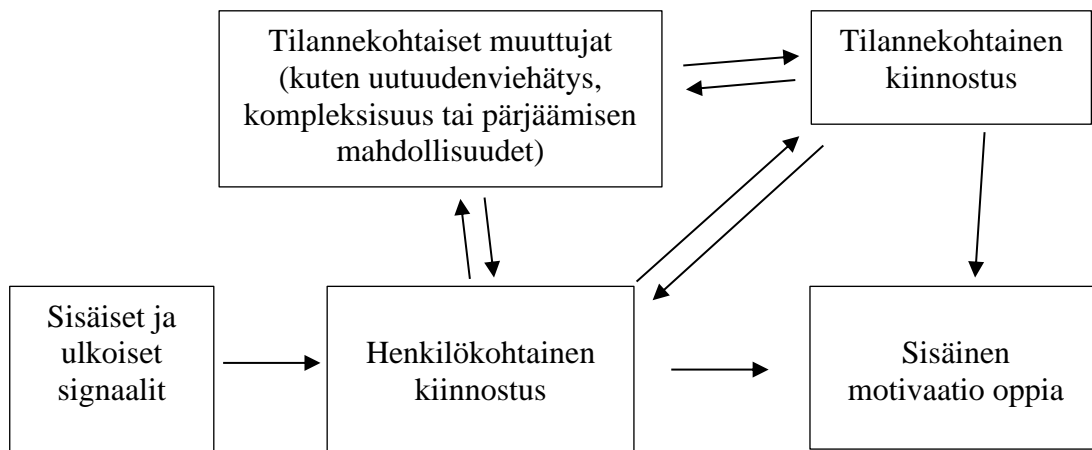 Tilannekohtaiset muuttujat
(kuten uutuudenviehätys,
kompleksisuus tai pärjäämisen
mahdollisuudet)
Tilannekohtainen
kiinnostus
Sisäiset ja
ulkoiset
signaalit
Henkilökohtainen
kiinnostus
Sisäinen
motivaatio oppia